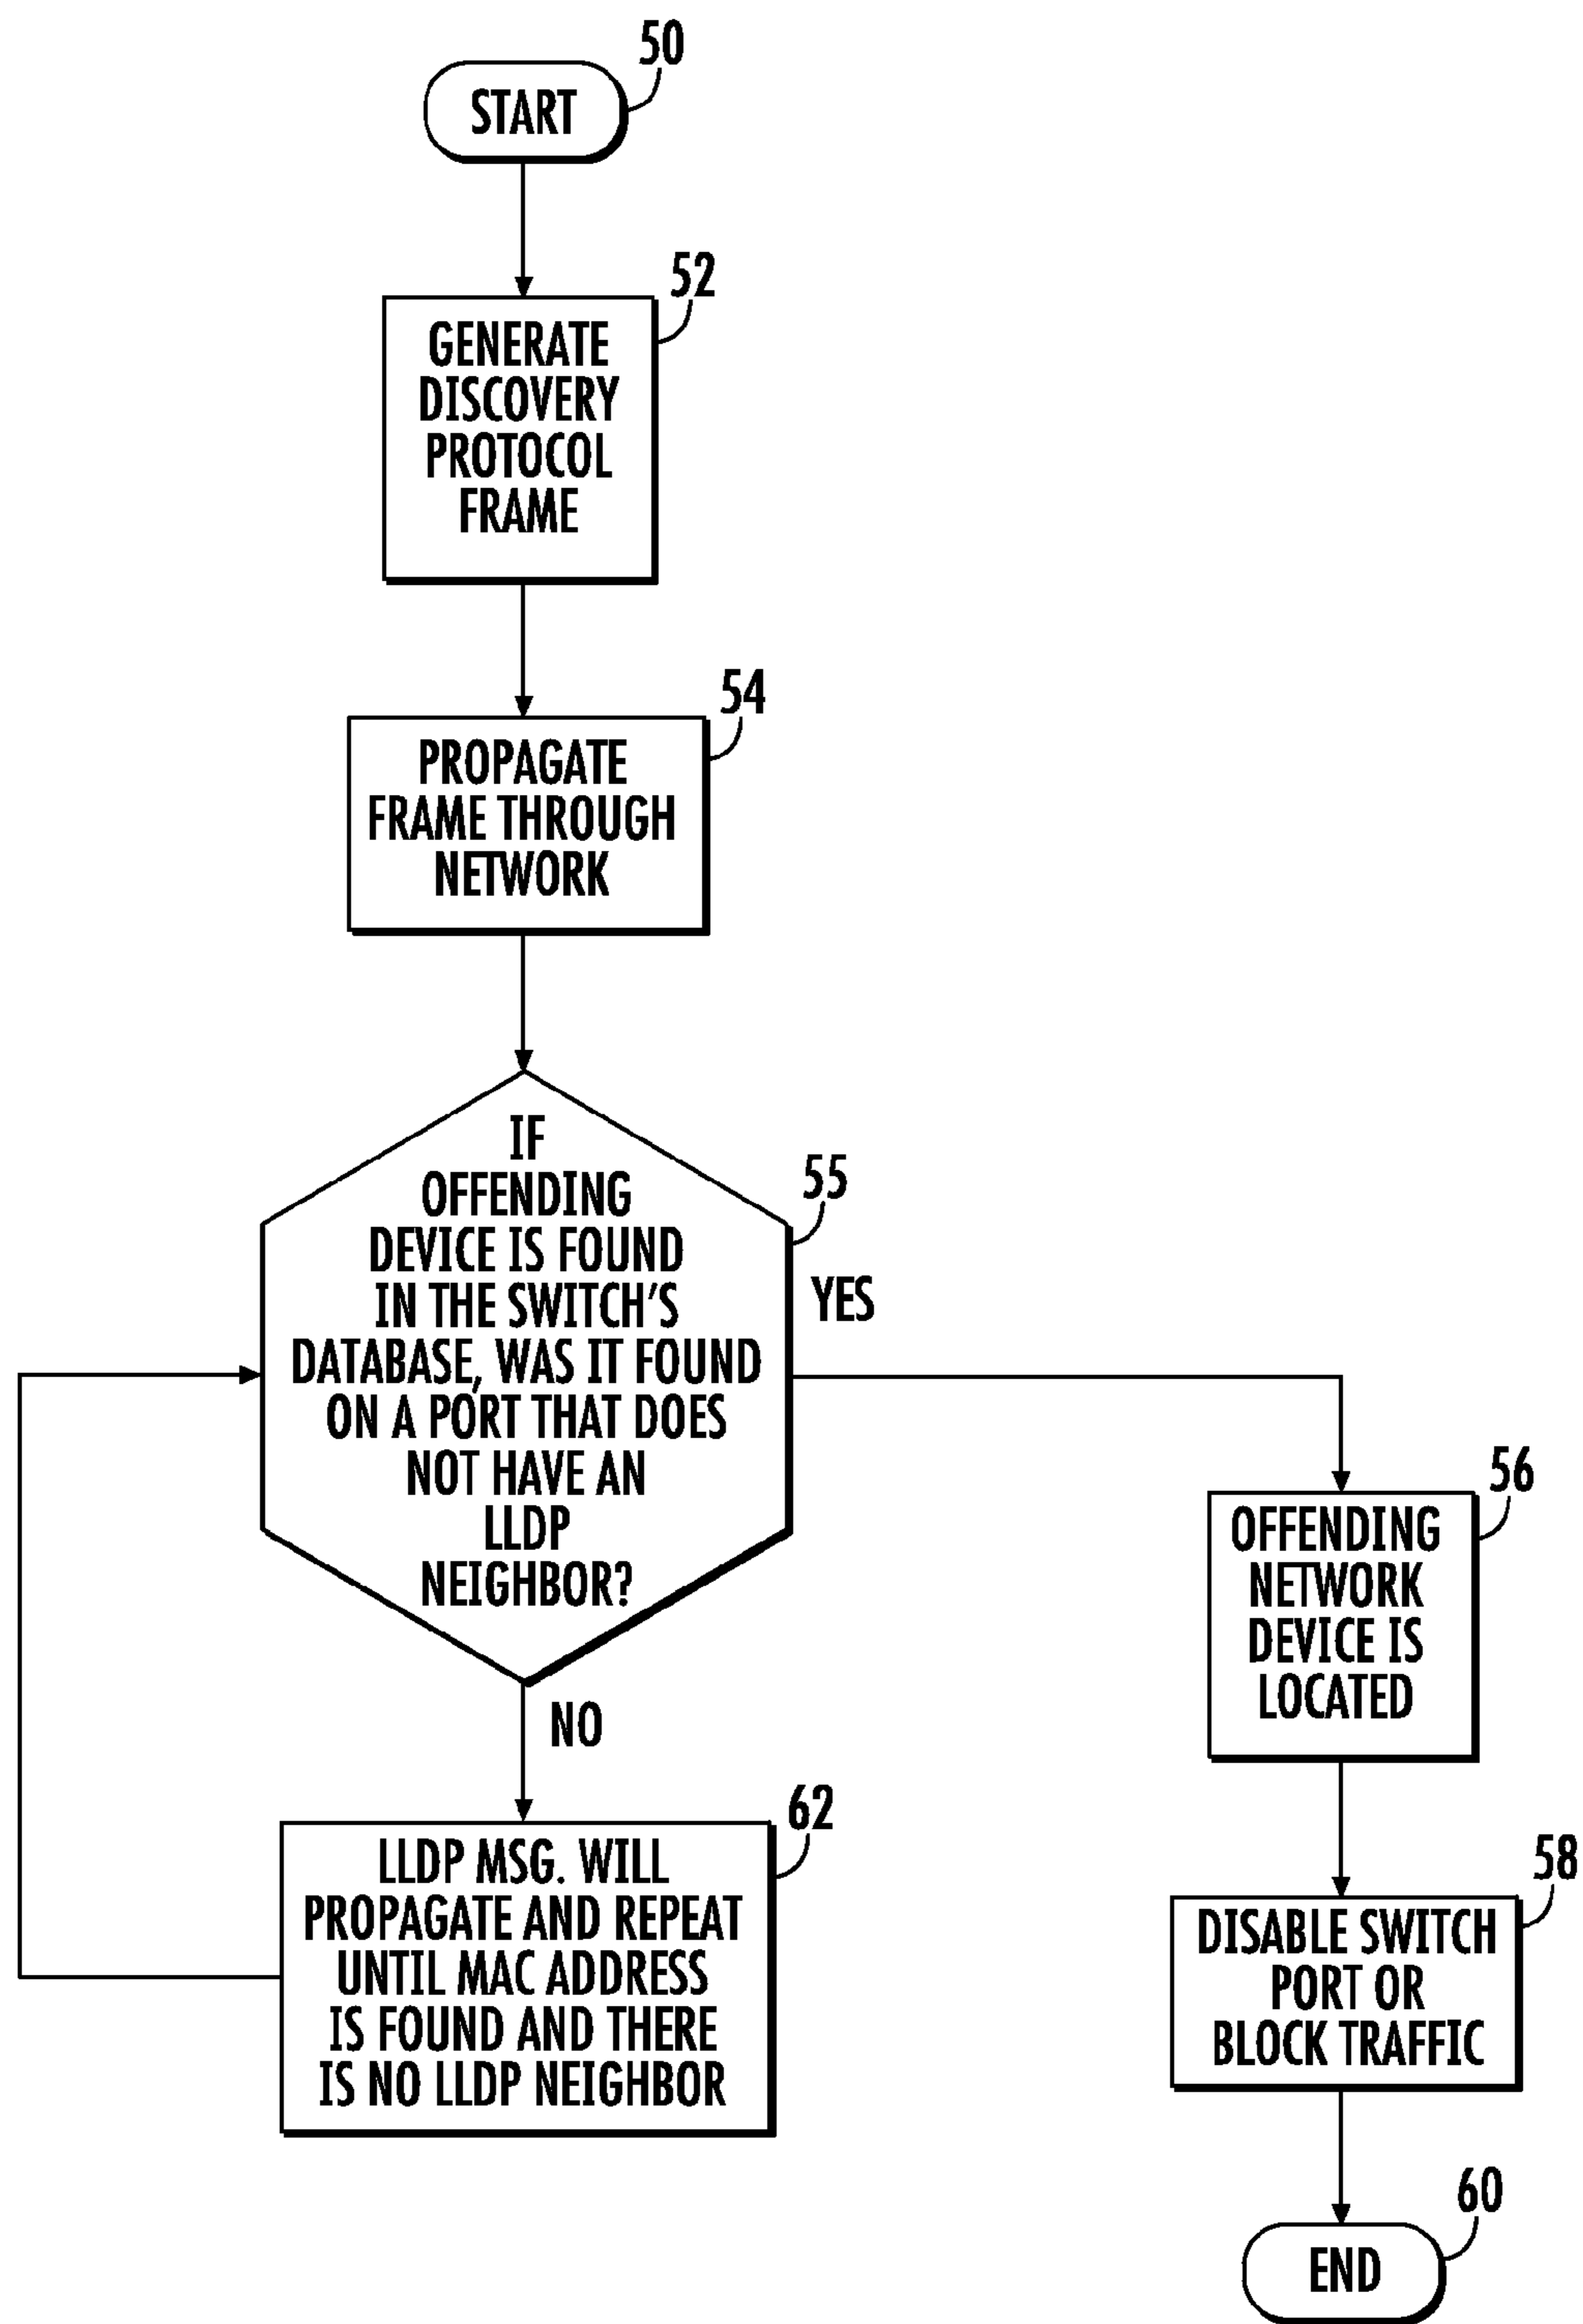 50
START
52
GENERATE
DISCOVERY
PROTOCOL
FRAME
54
PROPAGATE
FRAME THROUGH
NETWORK
55
IF
OFFENDING
DEVICE IS FOUND
IN THE SWITCH'S
DATABASE, WAS IT FOUND
ON A PORT THAT DOES
NOT HAVE AN
LLDP
NEIGHBOR?
YES
NO
62
LLDP MSG. WILL
PROPAGATE AND REPEAT
UNTIL MAC ADDRESS
IS FOUND AND THERE
IS NO LLDP NEIGHBOR
56
OFFENDING
NETWORK
DEVICE IS
LOCATED
58
DISABLE SWITCH
PORT OR
BLOCK TRAFFIC
60
END